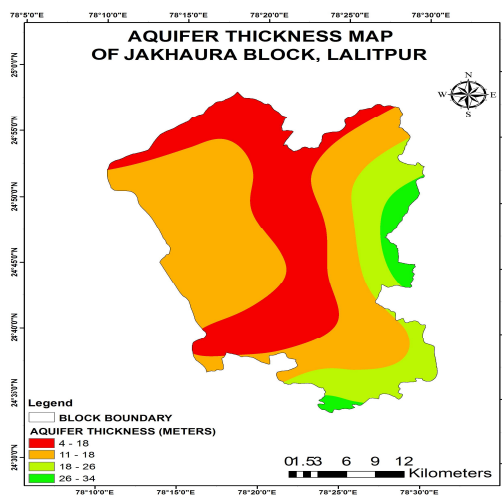 78°5'0"E 78°10'0"E 78°15'0"E 78°20'0"E 78°25'0"E 78°30'0"E
AQUIFER THICKNESS MAP
OF JAKHAURA BLOCK, LALITPUR
N
W E
S
25°0'0"N
24°55'0"N
24°50'0"N
24°45'0"N
24°40'0"N
24°35'0"N
24°30'0"N
Legend
BLOCK BOUNDARY
AQUIFER THICKNESS (METERS)
4 - 18
11 - 18
18 - 26
26 - 34
0 1.5 3 6 9 12
Kilometers
78°10'0"E 78°15'0"E 78°20'0"E 78°25'0"E 78°30'0"E